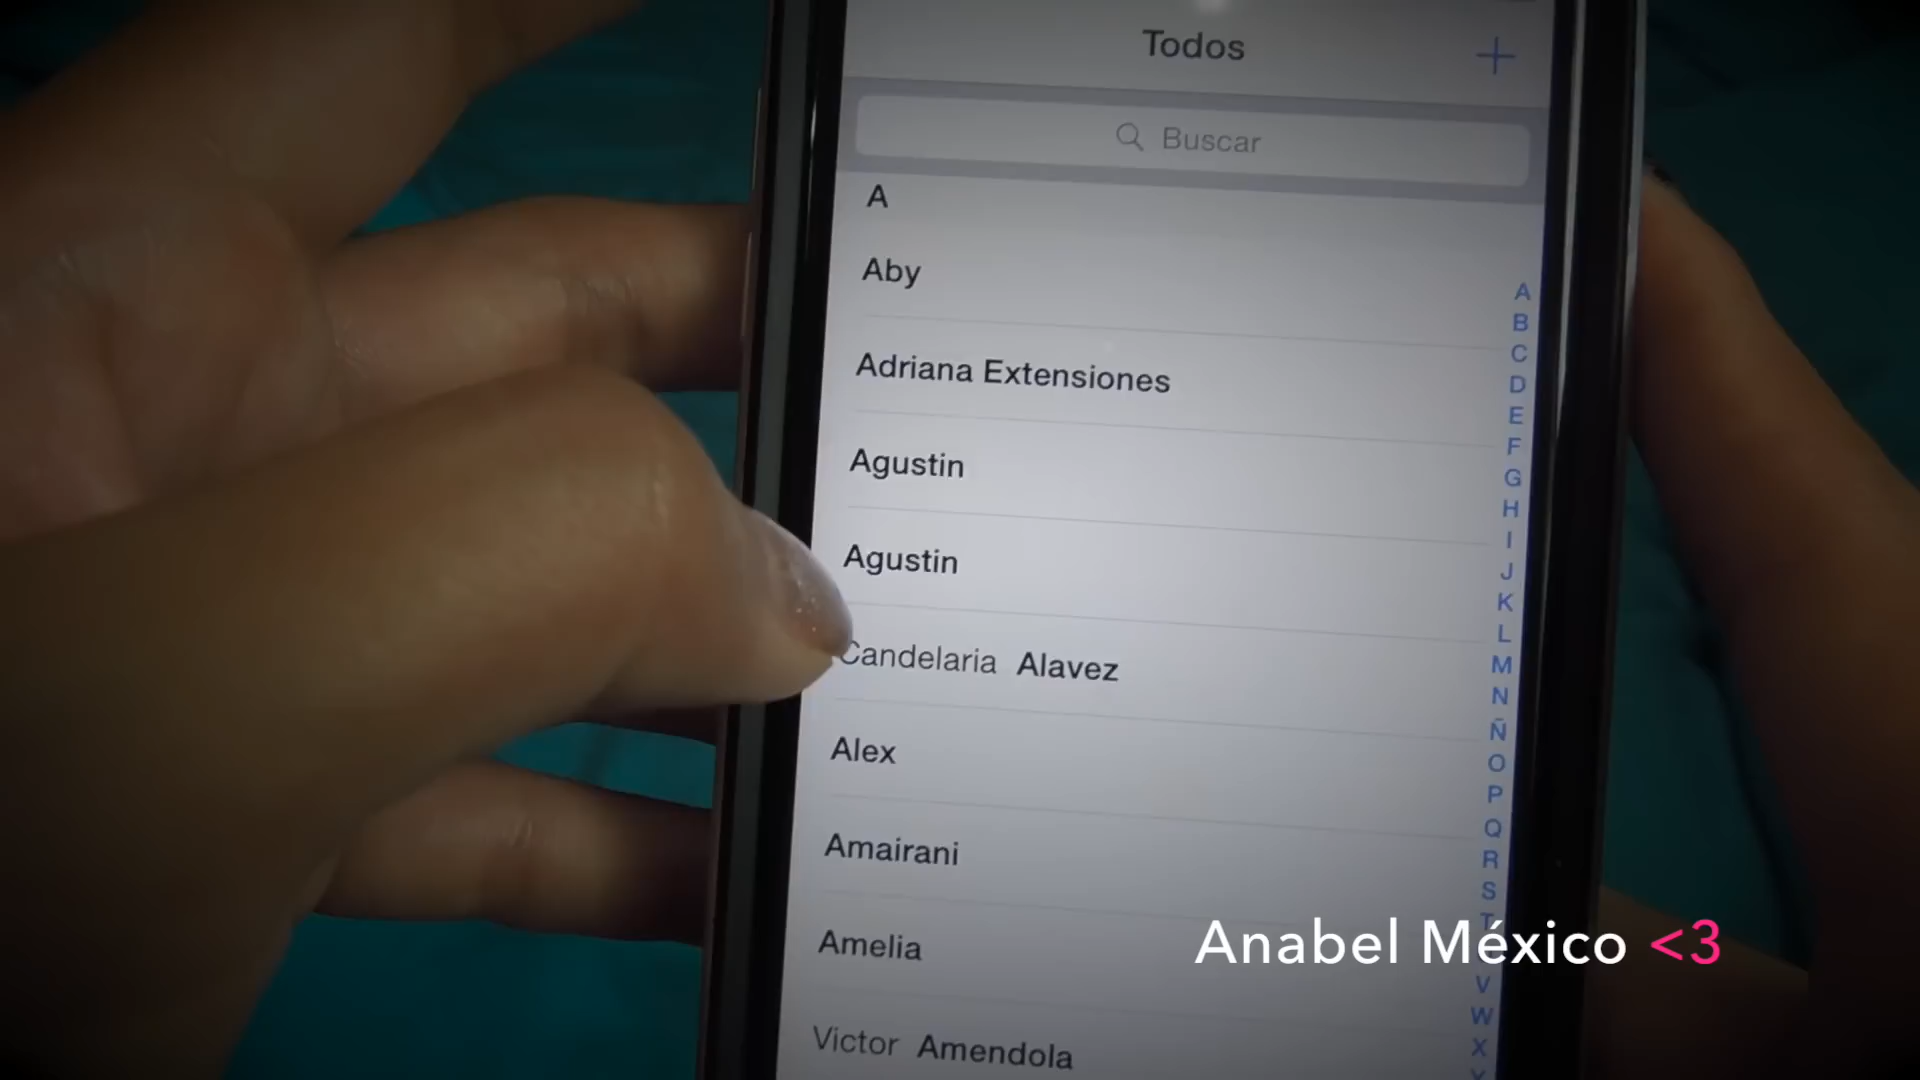 Todos +
Buscar
A
Aby
Adriana Extensiones
Agustin
Agustin
Candelaria Alavez
Alex
Amairani
Amelia
Victor Amendola
A
B
C
D
E
F
G
H
I
J
K
L
M
N
Ñ
O
P
Q
R
S
T
V
W
X
Anabel México <3